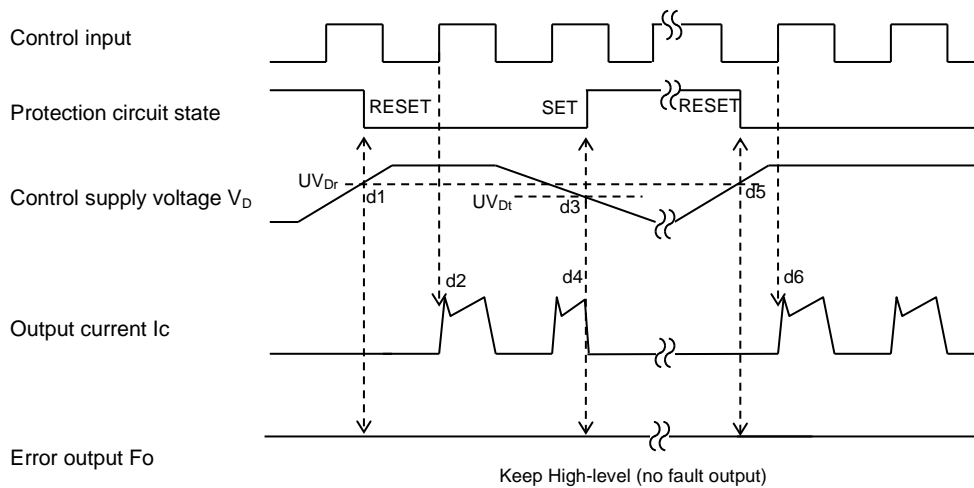 Control input
Protection circuit state
RESET
SET
RESET
Control supply voltage VD
UVDr
d1
UVDt
d3
d5
d2
d4
d6
Output current Ic
Error output Fo
Keep High-level (no fault output)